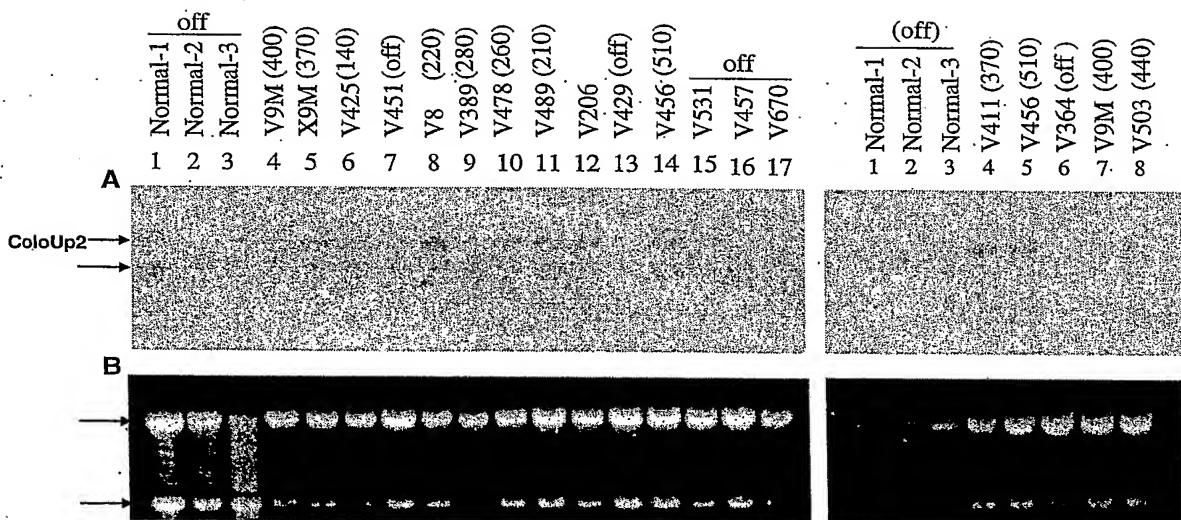 off
(off)
off
Normal-1
Normal-2
Normal-3
V9M (400)
X9M (370)
V425 (140)
V451 (off)
V8 (220)
V389 (280)
V478 (260)
V489 (210)
V206
V429 (off)
V456 (510)
V531
V457
V670
Normal-1
Normal-2
Normal-3
V411 (370)
V456 (510)
V364 (off)
V9M (400)
V503 (440)
1 2 3 4 5 6 7 8 9 10 11 12 13 14 15 16 17
1 2 3 4 5 6 7 8
A
ColoUp2
B